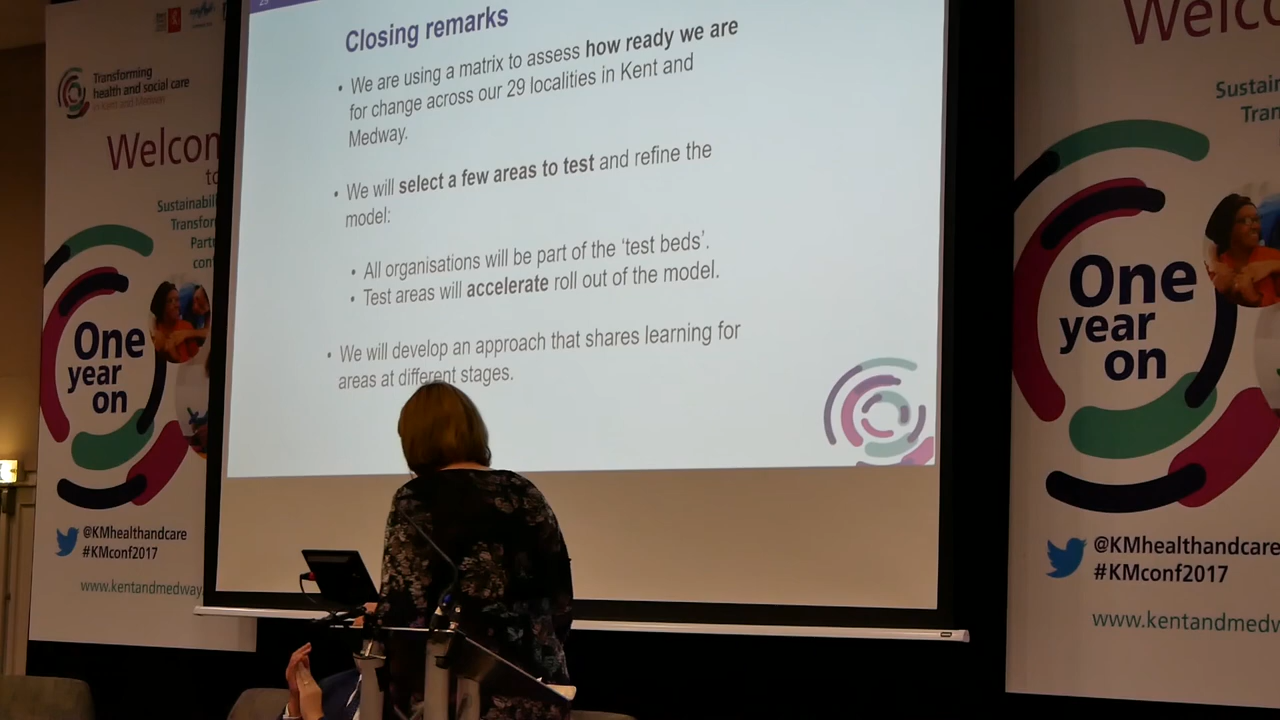 Transforming
health and social care
in Kent and Medway
Welcom
to
Sustainabil
Transfor
Part
con
One
year
on
@KMhealthandcare
#KMconf2017
www.kentandmedway.
25
Closing remarks
• We are using a matrix to assess how ready we are
for change across our 29 localities in Kent and
Medway.
• We will select a few areas to test and refine the
model:
• All organisations will be part of the ‘test beds’.
• Test areas will accelerate roll out of the model.
• We will develop an approach that shares learning for
areas at different stages.
Welco
Sustain
Tran
One
year
on
@KMhealthandcare
#KMconf2017
www.kentandmedw